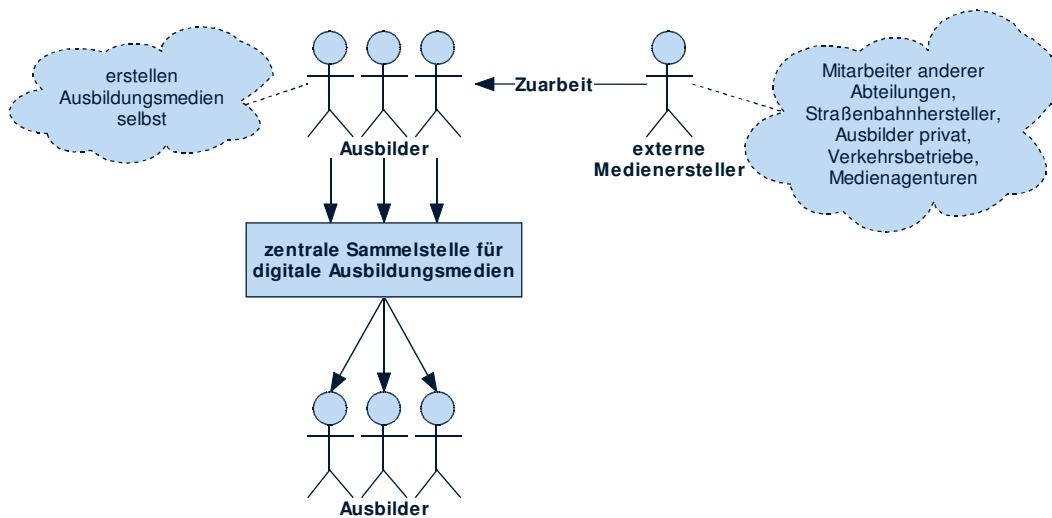 erstellen
Ausbildungsmedien
selbst
Ausbilder
Zuarbeit
externe
Medienersteller
Mitarbeiter anderer
Abteilungen,
Straßenbahnhersteller,
Ausbilder privat,
Verkehrsbetriebe,
Medienagenturen
zentrale Sammelstelle für
digitale Ausbildungsmedien
Ausbilder